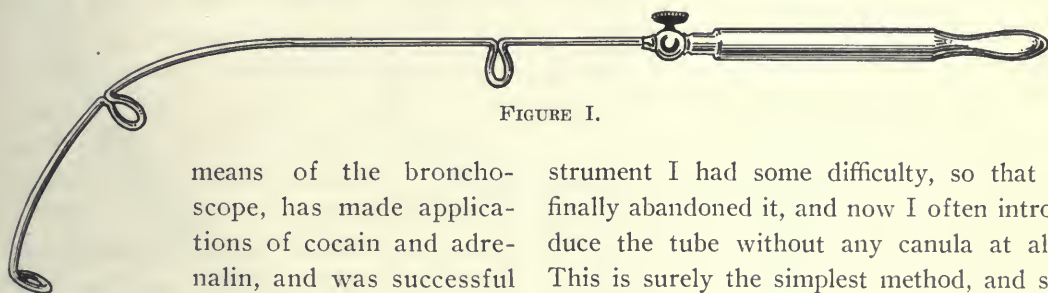 FIGURE I.
means of the broncho-
scope, has made applica-
tions of cocain and adre-
nalin, and was successful
strument I had some difficulty, so that
finally abandoned it, and now I often intro
duce the tube without any canula at al
This is surely the simplest method, and s